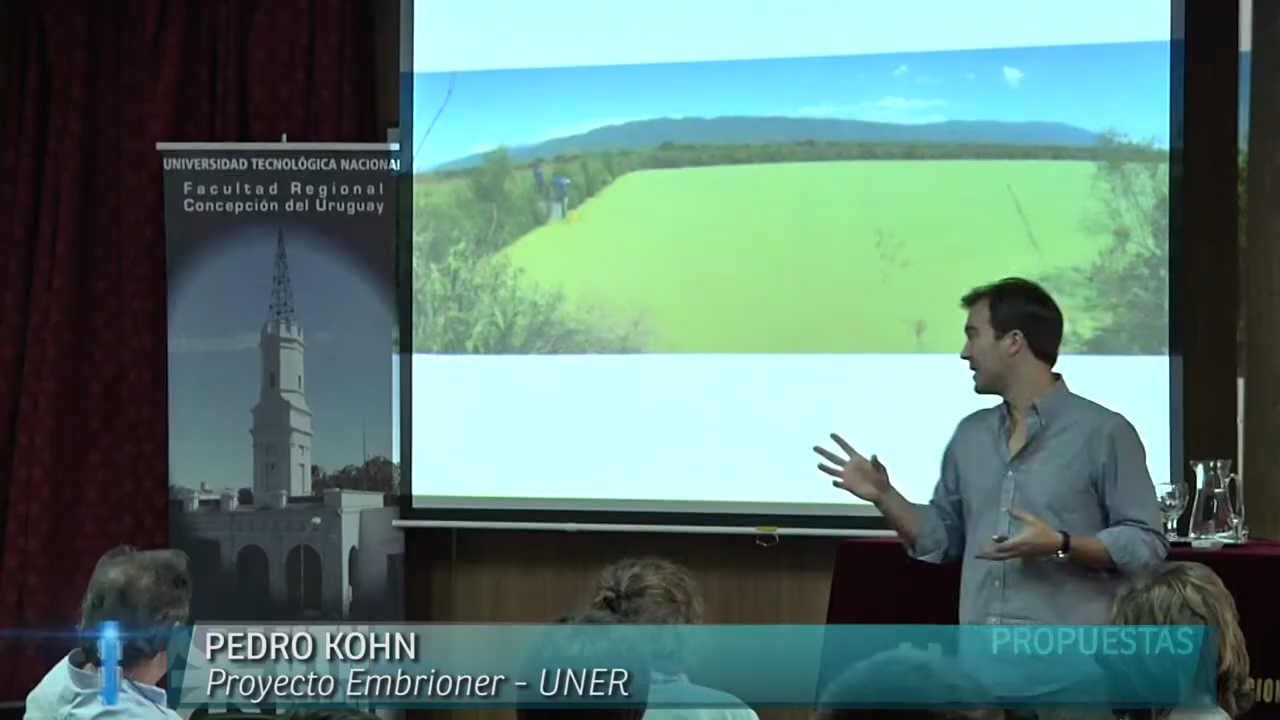 UNIVERSIDAD TECNOLÓGICA NACIONAL
Facultad Regional
Concepción del Uruguay
PEDRO KOHN
Proyecto Embrioner - UNER
PROPUESTAS